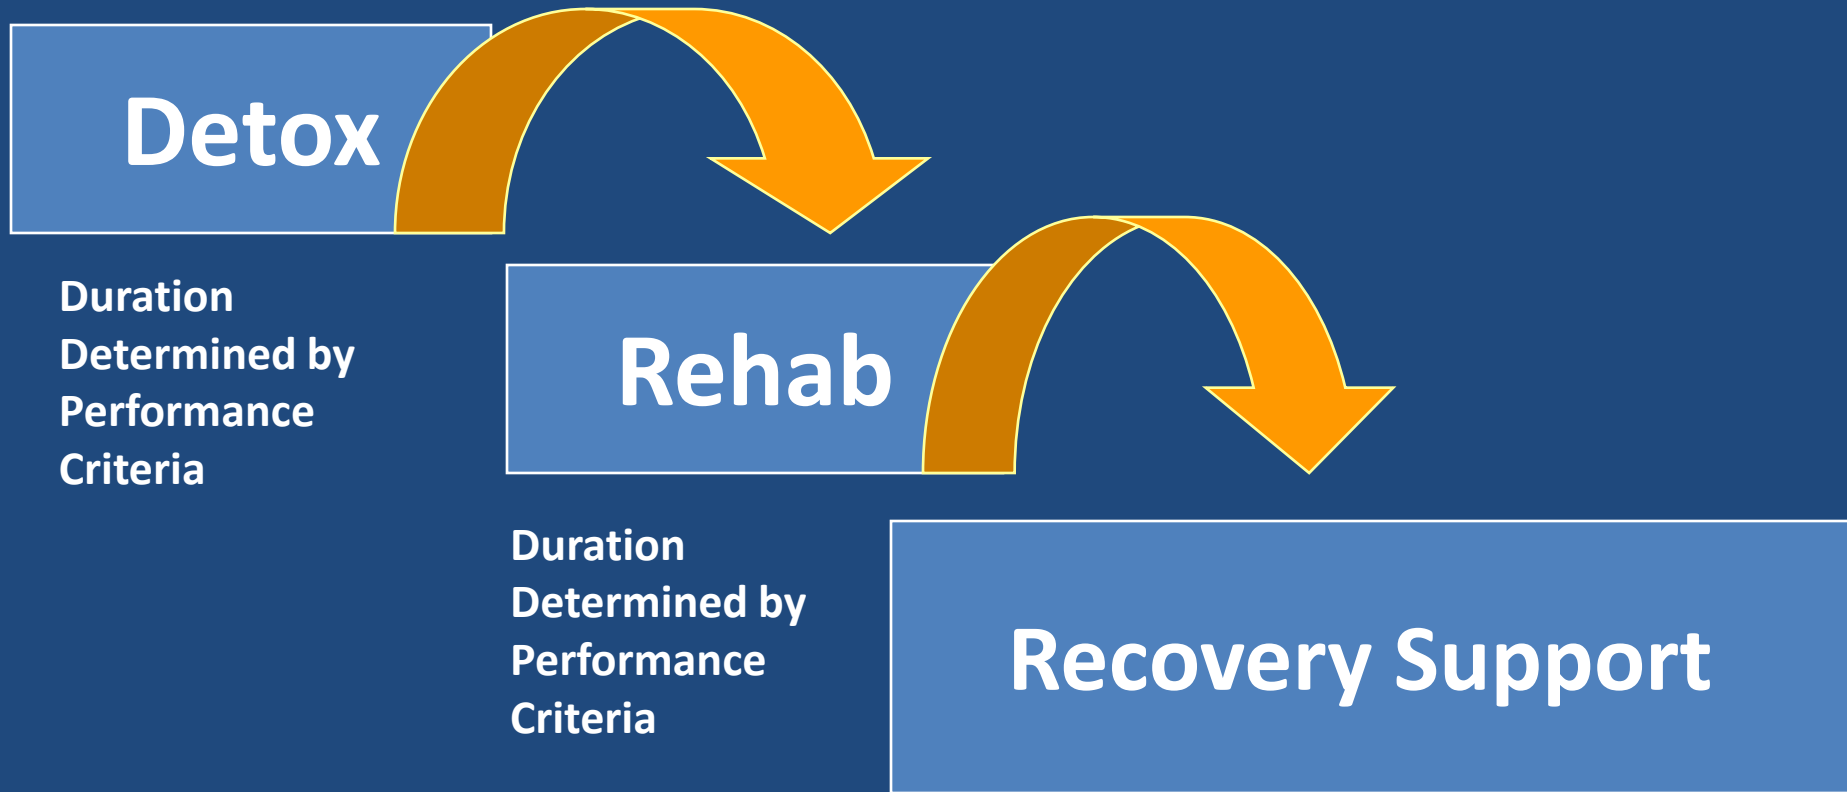 Detox
Duration
Determined by
Performance
Criteria
Rehab
Duration
Determined by
Performance
Criteria
Recovery Support